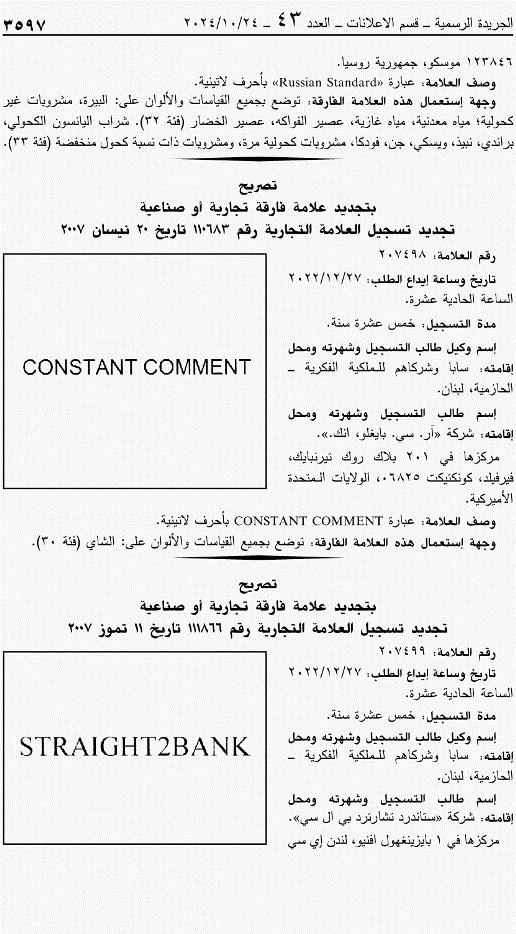 الجريدة الرسمية – قسم الاعلانات – العدد ٤٣ – ٢٠٢٤/١٠/٢٤
٣٥٩٧
١٢٣٨٤٦ موسكو، جمهورية روسيا.
وصف العلامة: عبارة «Russian Standard» بأحرف لاتينية.
وجهة إستعمال هذه العلامة الفارقة: توضع بجميع القياسات والألوان على: البيرة، مشروبات غير
كحولية؛ مياه معدنية، مياه غازية، عصير الفواكه، عصير الخضار (فئة ٣٢). شراب اليانسون الكحولي،
براندي، نبيذ، ويسكي، جن، فودكا، مشروبات كحولية مرة، ومشروبات ذات نسبة كحول منخفضة (فئة ٣٣).
تصريح
بتجديد علامة فارقة تجارية أو صناعية
تجديد تسجيل العلامة التجارية رقم ١١٠٦٨٣ تاريخ ٢٠ نيسان ٢٠٠٧
رقم العلامة: ٢٠٧٤٩٨
تاريخ وساعة إيداع الطلب: ٢٠٢٢/١٢/٢٧
الساعة الحادية عشرة.
مدة التسجيل: خمس عشرة سنة.
إسم وكيل طالب التسجيل وشهرته ومحل
إقامته: سابا وشركاهم للملكية الفكرية –
الحازمية، لبنان.
إسم طالب التسجيل وشهرته ومحل
إقامته: شركة «آر. سي. بايغلو، انك.».
مركزها في ٢٠١ بلاك روك تيرنبايك،
فيرفيلد، كونكتيكت ٠٦٨٢٥، الولايات المتحدة
الأميركية.
CONSTANT COMMENT
وصف العلامة: عبارة CONSTANT COMMENT بأحرف لاتينية.
وجهة إستعمال هذه العلامة الفارقة: توضع بجميع القياسات والألوان على: الشاي (فئة ٣٠).
تصريح
بتجديد علامة فارقة تجارية أو صناعية
تجديد تسجيل العلامة التجارية رقم ١١١٨٦٦ تاريخ ١١ تموز ٢٠٠٧
رقم العلامة: ٢٠٧٤٩٩
تاريخ وساعة إيداع الطلب: ٢٠٢٢/١٢/٢٧
الساعة الحادية عشرة.
مدة التسجيل: خمس عشرة سنة.
إسم وكيل طالب التسجيل وشهرته ومحل
إقامته: سابا وشركاهم للملكية الفكرية –
الحازمية، لبنان.
إسم طالب التسجيل وشهرته ومحل
إقامته: شركة «ستاندرد تشارترد بي ال سي».
مركزها في ١ بايزينغهول افنيو، لندن إي سي
STRAIGHT2BANK